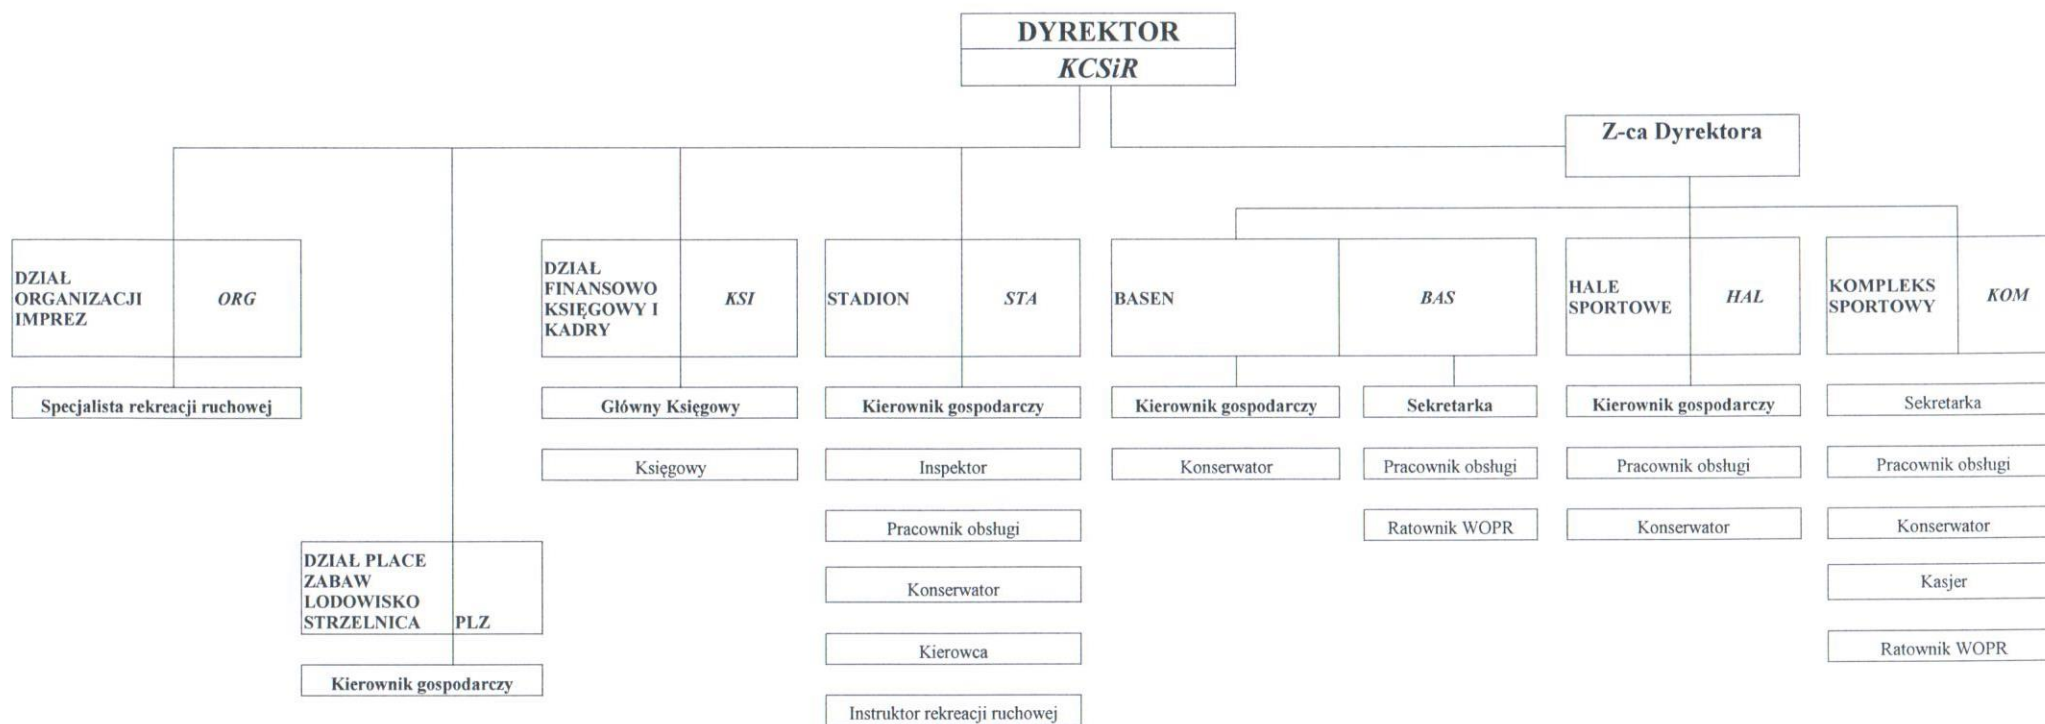 DYREKTOR
KCSiR
Z-ca Dyrektora
DZIAŁ
ORGANIZACJI
IMPREZ
ORG
Specjalista rekreacji ruchowej
DZIAŁ PLACE
ZABAW
LODOWISKO
STRZELNICA
PLZ
Kierownik gospodarczy
DZIAŁ
FINANSOWO
KSIĘGOWY I
KADRY
KSI
Główny Księgowy
Księgowy
STADION
STA
Kierownik gospodarczy
Inspektor
Pracownik obsługi
Konserwator
Kierowca
Instruktor rekreacji ruchowej
BASEN
BAS
Kierownik gospodarczy
Konserwator
Sekretarka
Pracownik obsługi
Ratownik WOPR
HALE
SPORTOWE
HAL
Kierownik gospodarczy
Pracownik obsługi
Konserwator
KOMPLEKS
SPORTOWY
KOM
Sekretarka
Pracownik obsługi
Konserwator
Kasjer
Ratownik WOPR